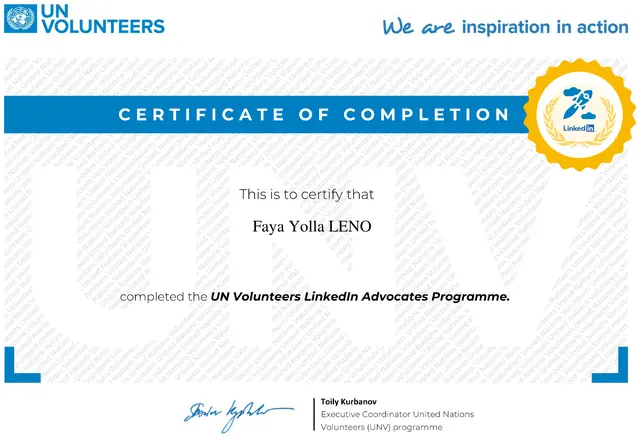 UN
VOLUNTEERS
We are inspiration in action
CERTIFICATE OF COMPLETION
Linkedin
This is to certify that
Faya Yolla LENO
UNV
completed the UN Volunteers LinkedIn Advocates Programme.
Toily Kurbanov
Executive Coordinator United Nations
Volunteers (UNV) programme